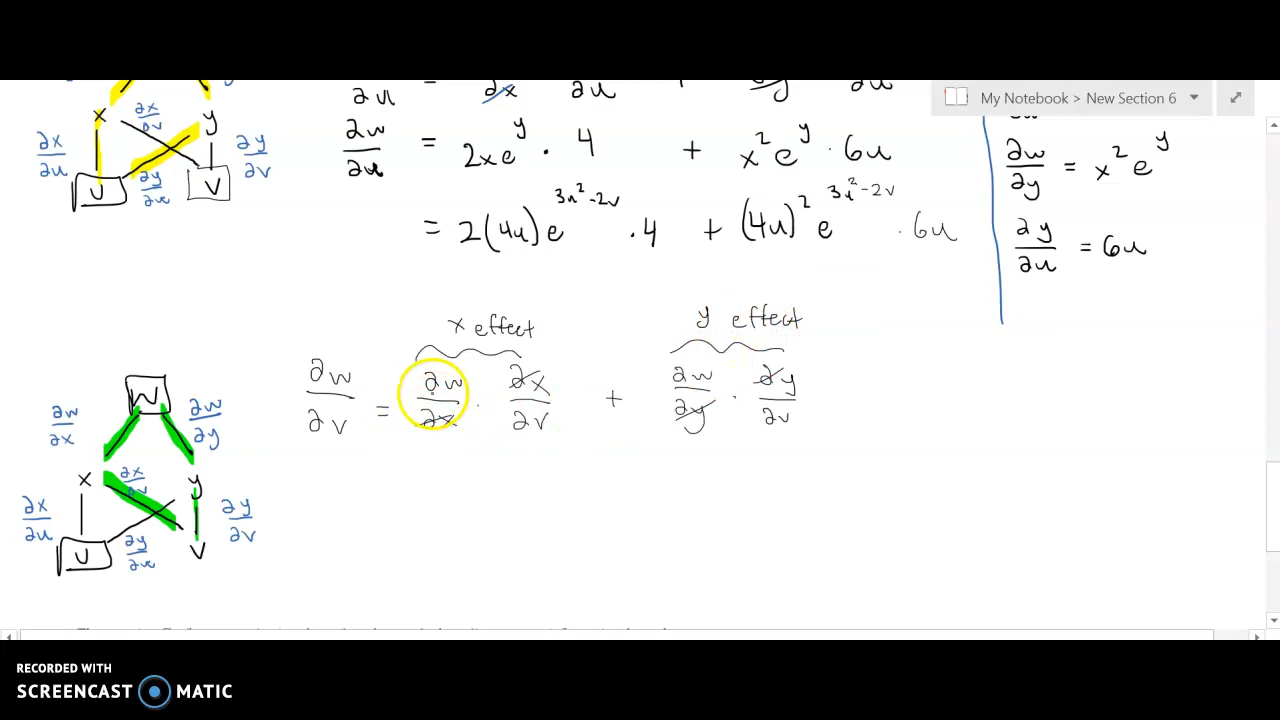 My Notebook > New Section 6
x ∂x/∂v y
∂x/∂u ∂y/∂v
U ∂y/∂u V
∂u ∂x ∂u + ∂y ∂u
∂w/∂u = 2xe^y · 4 + x²e^y · 6u
= 2(4u)e^(3u²-2v) · 4 + (4u)²e^(3u²-2v) · 6u
∂w/∂y = x²e^y
∂y/∂u = 6u
x effect y effect
∂w/∂v = ∂w/∂x · ∂x/∂v + ∂w/∂y · ∂y/∂v
W
∂w/∂x ∂w/∂y
x ∂x/∂v y
∂x/∂u ∂y/∂v
U ∂y/∂u V
RECORDED WITH
SCREENCAST MATIC